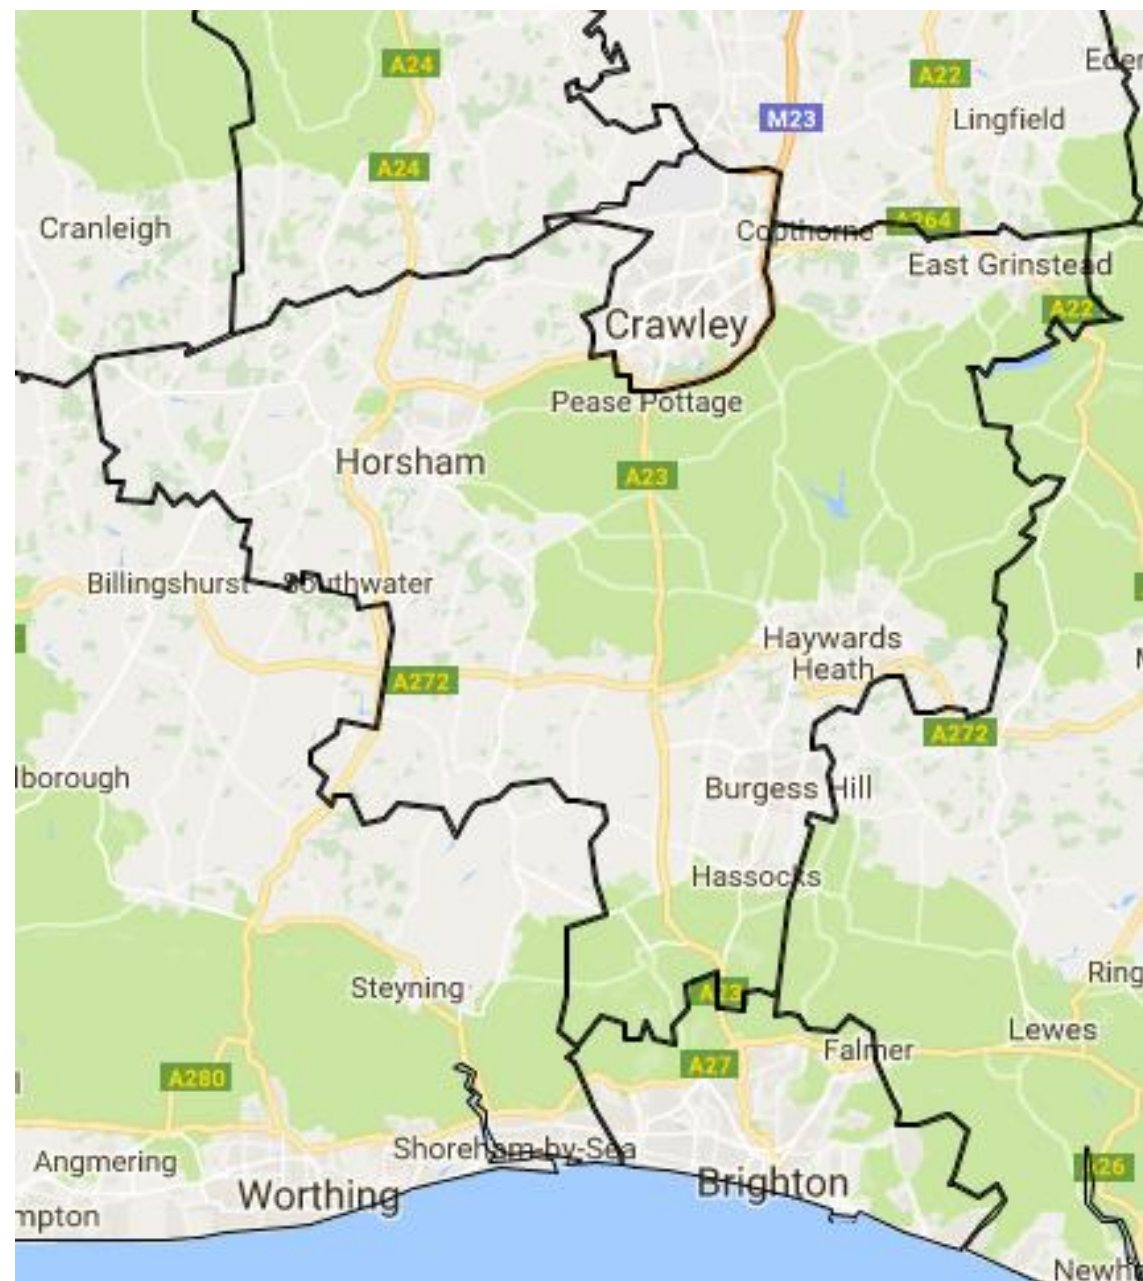 A24
A22
Eden
M23
Lingfield
A24
Cranleigh
A264
Copthorne
East Grinstead
A22
Crawley
Pease Pottage
Horsham
A23
Billingshurst
Southwater
Haywards
Heath
A272
A272
lborough
Burgess Hill
Hassocks
Ring
Steyning
A23
Lewes
Falmer
A27
A280
Shoreham-by-Sea
Angmering
A26
Brighton
Worthing
mpton
Newh